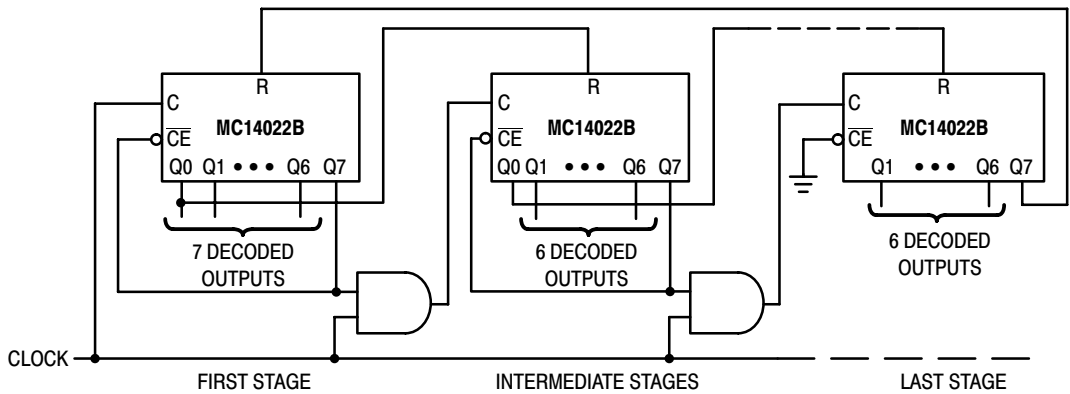 R R R
C C C
MC14022B MC14022B MC14022B
CE CE CE
Q0 Q1 ••• Q6 Q7 Q0 Q1 ••• Q6 Q7 Q1 ••• Q6 Q7
7 DECODED
OUTPUTS
6 DECODED
OUTPUTS
6 DECODED
OUTPUTS
CLOCK
FIRST STAGE INTERMEDIATE STAGES LAST STAGE